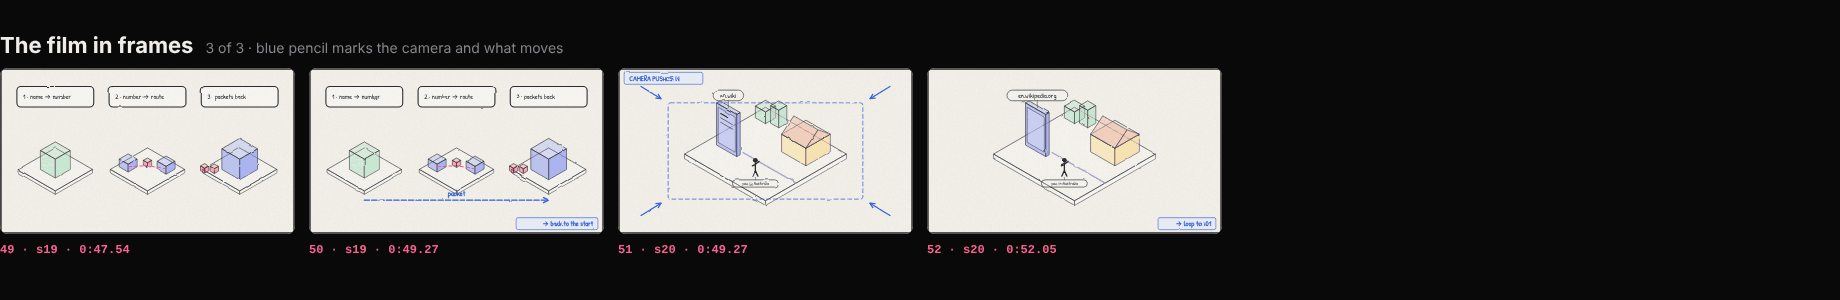 The film in frames 3 of 3 · blue pencil marks the camera and what moves
1 · name → number
2 · number → route
3 · packets back
49 · s19 · 0:47.54
1 · name → number
2 · number → route
3 · packets back
packet
→ back to the start
50 · s19 · 0:49.27
CAMERA PUSHES IN
en.wiki
51 · s20 · 0:49.27
en.wikipedia.org
→ loop to s01
52 · s20 · 0:52.05